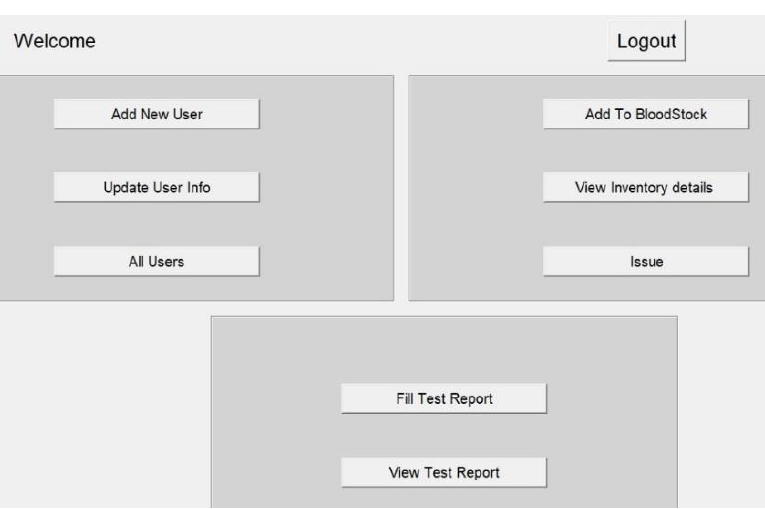 Welcome
Logout
Add New User
Update User Info
All Users
Add To BloodStock
View Inventory details
Issue
Fill Test Report
View Test Report